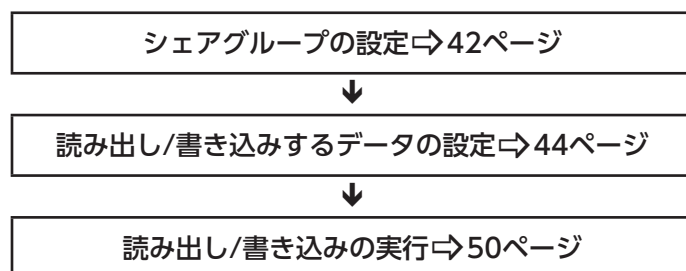 シェアグループの設定⇨42ページ
読み出し/書き込みするデータの設定⇨44ページ
読み出し/書き込みの実行⇨50ページ